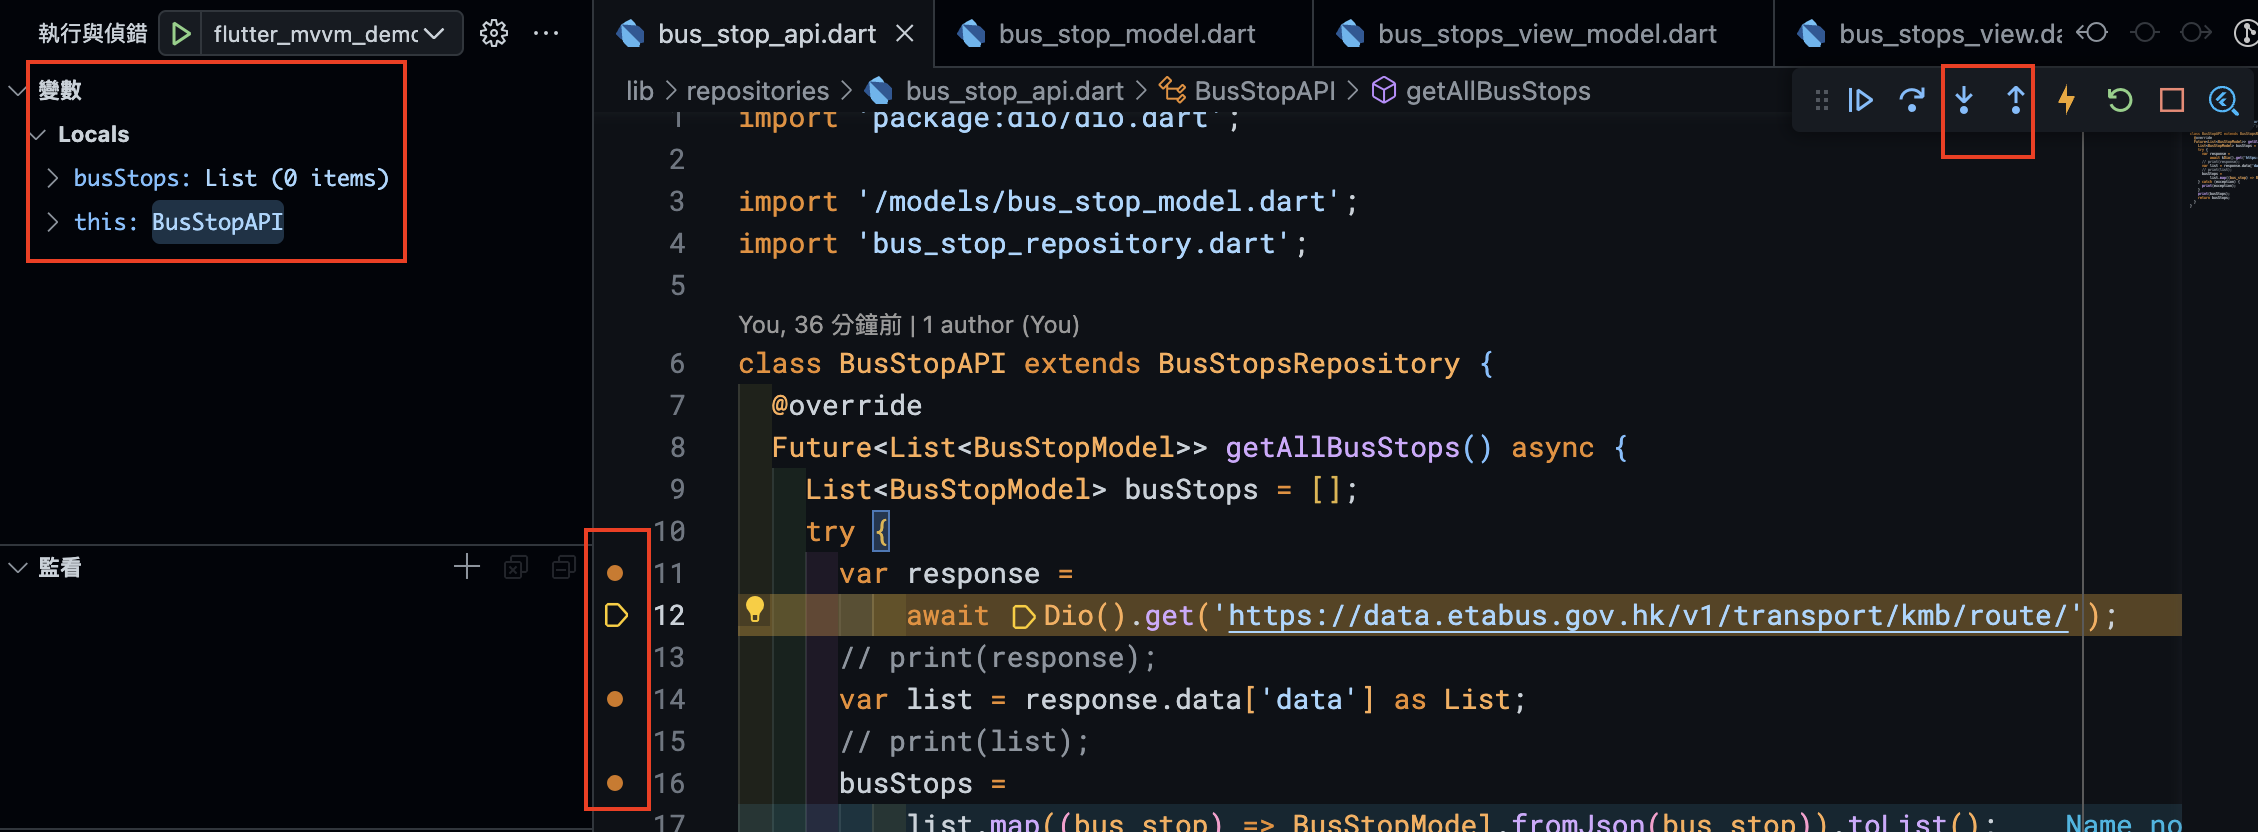 執行與偵錯 flutter_mvvm_demo
變數
Locals
busStops: List (0 items)
this: BusStopAPI
監看
bus_stop_api.dart bus_stop_model.dart bus_stops_view_model.dart bus_stops_view.da
lib > repositories > bus_stop_api.dart > BusStopAPI > getAllBusStops
1 import 'package:dio/dio.dart';
2
3 import '/models/bus_stop_model.dart';
4 import 'bus_stop_repository.dart';
5
You, 36 分鐘前 | 1 author (You)
6 class BusStopAPI extends BusStopsRepository {
7 @override
8 Future<List<BusStopModel>> getAllBusStops() async {
9 List<BusStopModel> busStops = [];
10 try {
11 var response =
12 await Dio().get('https://data.etabus.gov.hk/v1/transport/kmb/route/');
13 // print(response);
14 var list = response.data['data'] as List;
15 // print(list);
16 busStops =
17 list.map((bus_stop) => BusStopModel.fromJson(bus_stop)).toList(); Name no